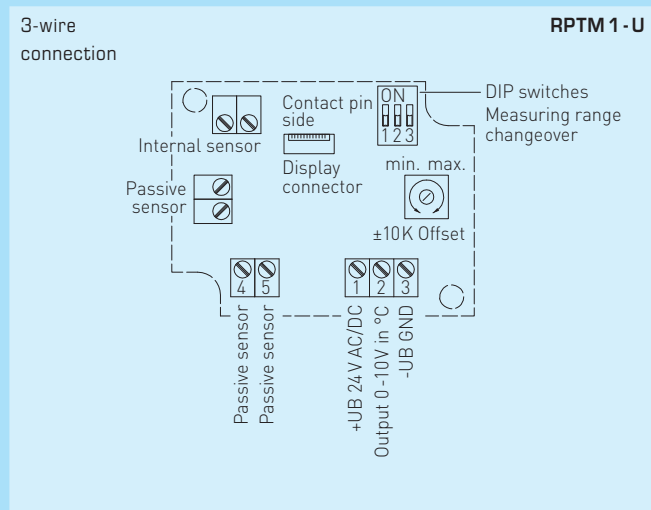 3-wire
connection
RPTM 1 - U
ON
1 2 3
DIP switches
Measuring range
changeover
Contact pin
side
Internal sensor
Display
connector
min. max.
Passive
sensor
±10K Offset
4 5
1 2 3
Passive sensor
Passive sensor
+UB 24 V AC/DC
Output 0 -10V in °C
-UB GND